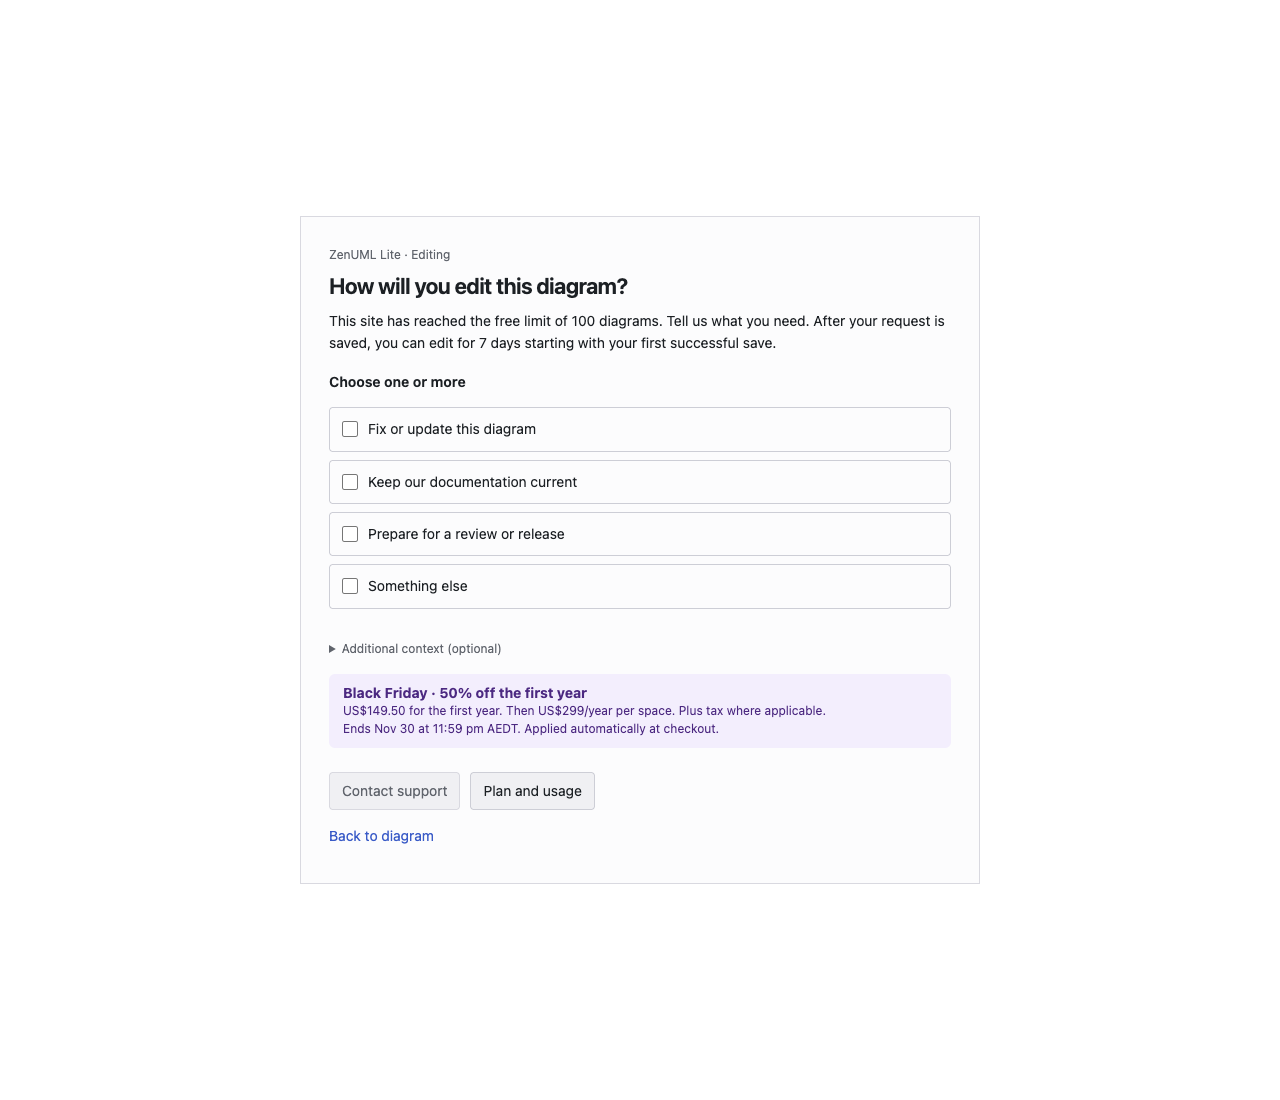 ZenUML Lite · Editing
How will you edit this diagram?
This site has reached the free limit of 100 diagrams. Tell us what you need. After your request is
saved, you can edit for 7 days starting with your first successful save.
Choose one or more
Fix or update this diagram
Keep our documentation current
Prepare for a review or release
Something else
Additional context (optional)
Black Friday · 50% off the first year
US$149.50 for the first year. Then US$299/year per space. Plus tax where applicable.
Ends Nov 30 at 11:59 pm AEDT. Applied automatically at checkout.
Contact support
Plan and usage
Back to diagram